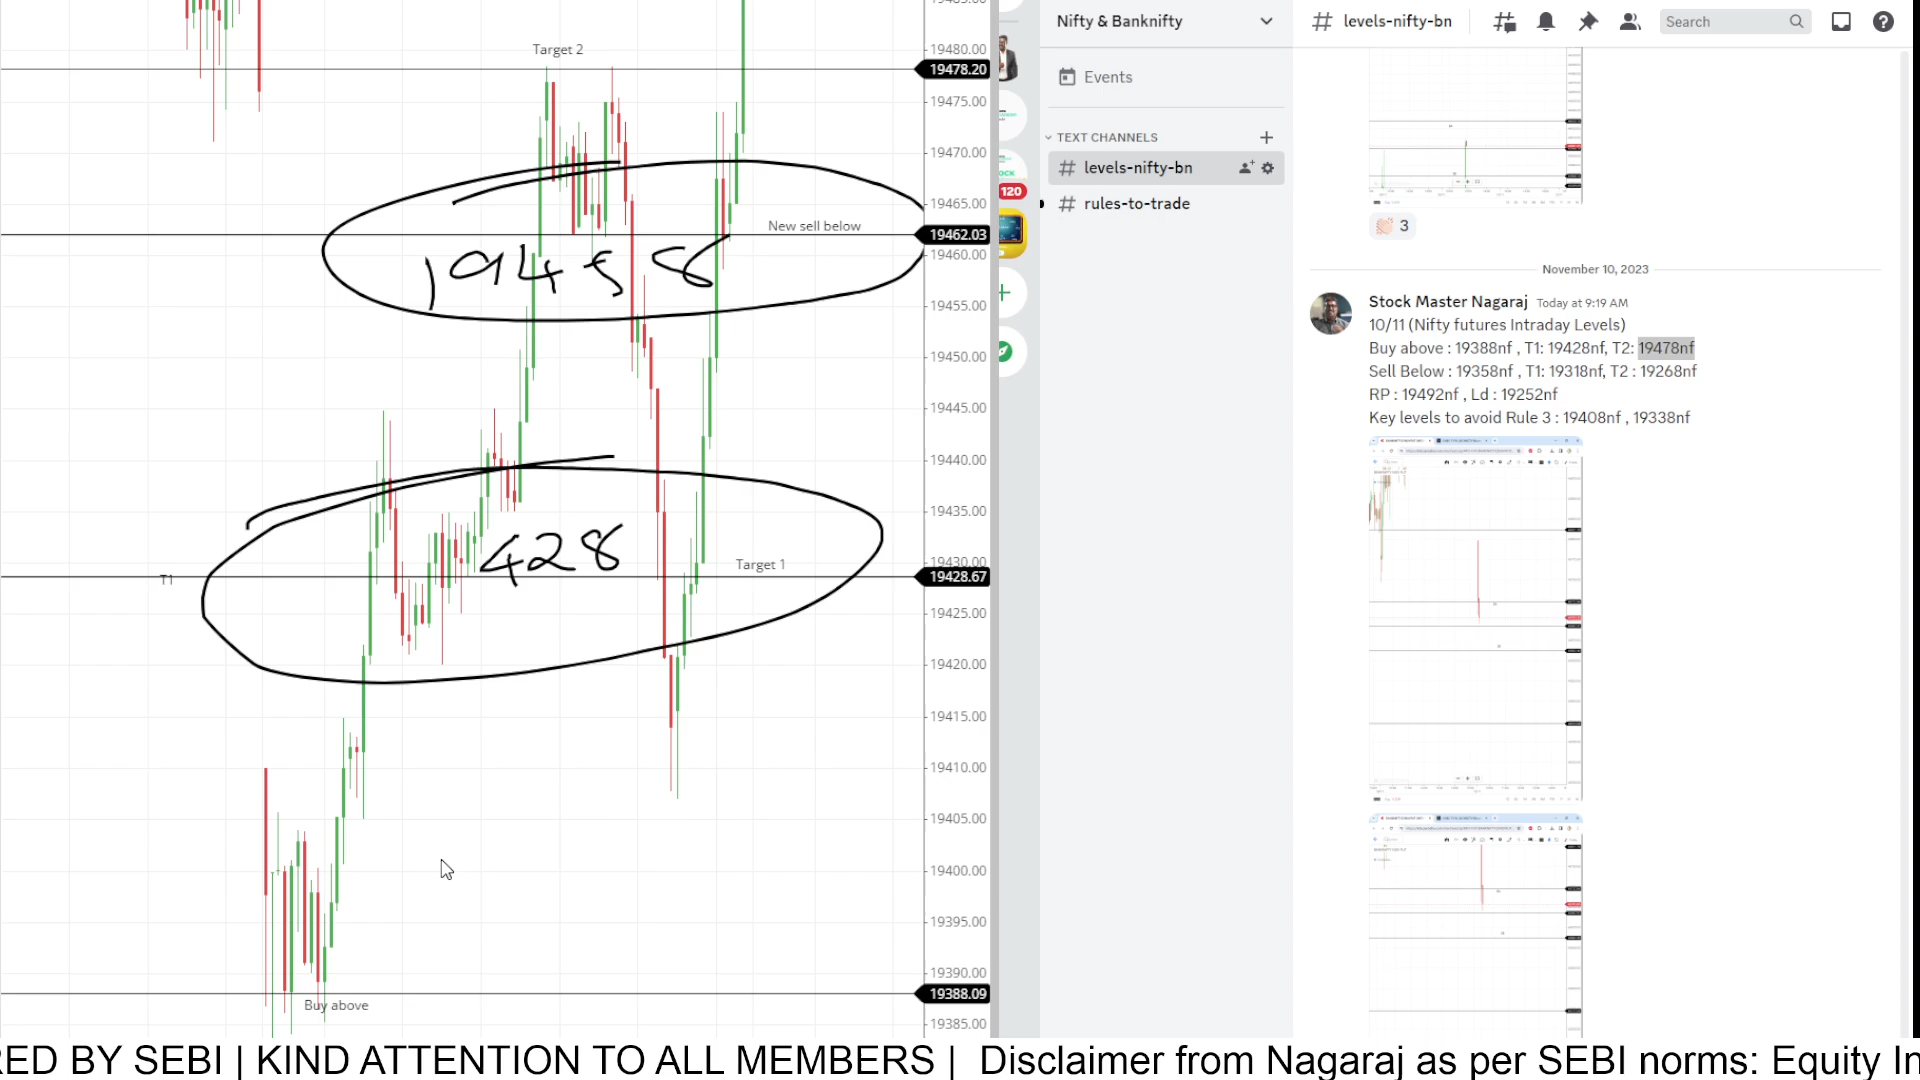 19480.00
Target 2
19478.20
19475.00
19470.00
19465.00
New sell below
19462.03
19460.00
19458
19455.00
19450.00
19445.00
19440.00
19435.00
428
Target 1
19430.00
T1
19428.67
19425.00
19420.00
19415.00
19410.00
19405.00
19400.00
19395.00
19390.00
19388.09
Buy above
19385.00
120
Nifty & Banknifty
Events
TEXT CHANNELS
# levels-nifty-bn
# rules-to-trade
# levels-nifty-bn
Search
3
November 10, 2023
Stock Master Nagaraj Today at 9:19 AM
10/11 (Nifty futures Intraday Levels)
Buy above : 19388nf , T1: 19428nf, T2: 19478nf
Sell Below : 19358nf , T1: 19318nf, T2 : 19268nf
RP : 19492nf , Ld : 19252nf
Key levels to avoid Rule 3 : 19408nf , 19338nf
RED BY SEBI | KIND ATTENTION TO ALL MEMBERS | Disclaimer from Nagaraj as per SEBI norms: Equity In